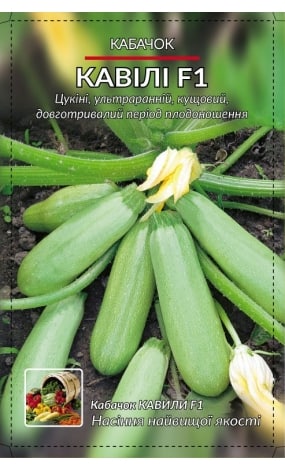 КАБАЧОК
КАВІЛІ F1
Цукіні, ультраранній, кущовий,
довготривалий період плодоношення
Кабачок КАВИЛИ F1
Насіння найвищої якості